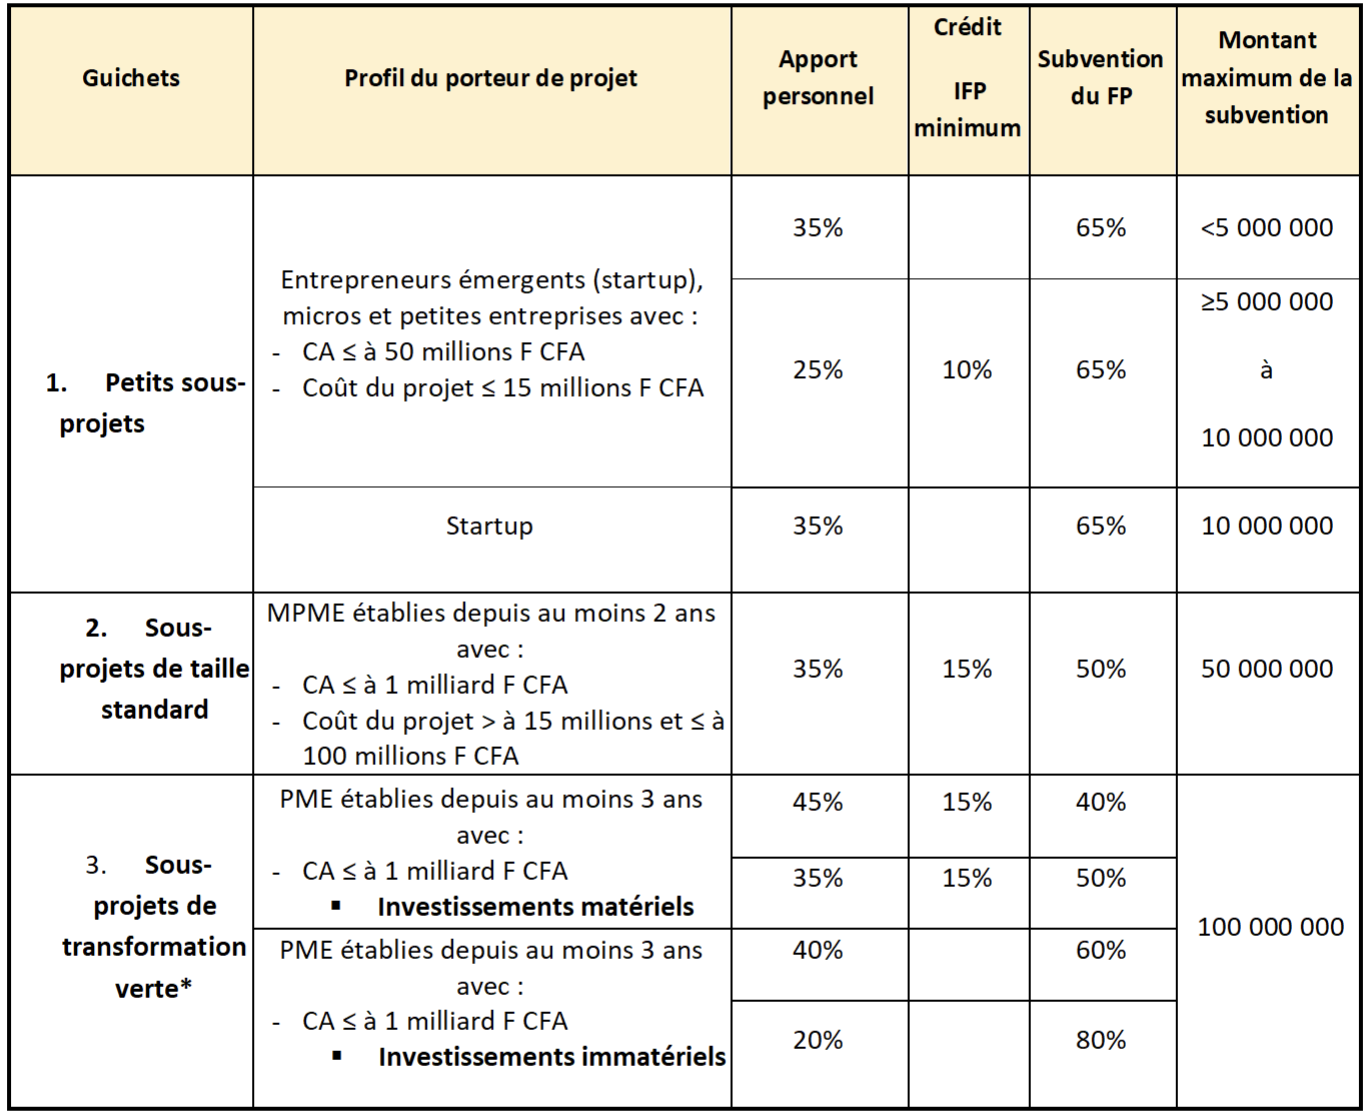 Guichets
Profil du porteur de projet
Apport
personnel
Crédit
IFP
minimum
Subvention
du FP
Montant
maximum de la
subvention
1. Petits sous-
projets
Entrepreneurs émergents (startup),
micros et petites entreprises avec :
- CA ≤ à 50 millions F CFA
- Coût du projet ≤ 15 millions F CFA
35%
65%
<5 000 000
25%
10%
65%
≥5 000 000
à
10 000 000
Startup
35%
65%
10 000 000
2. Sous-
projets de taille
standard
MPME établies depuis au moins 2 ans
avec :
- CA ≤ à 1 milliard F CFA
- Coût du projet > à 15 millions et ≤ à
100 millions F CFA
35%
15%
50%
50 000 000
3. Sous-
projets de
transformation
verte*
PME établies depuis au moins 3 ans
avec :
- CA ≤ à 1 milliard F CFA
▪ Investissements matériels
45%
15%
40%
35%
15%
50%
100 000 000
PME établies depuis au moins 3 ans
avec :
- CA ≤ à 1 milliard F CFA
▪ Investissements immatériels
40%
60%
20%
80%